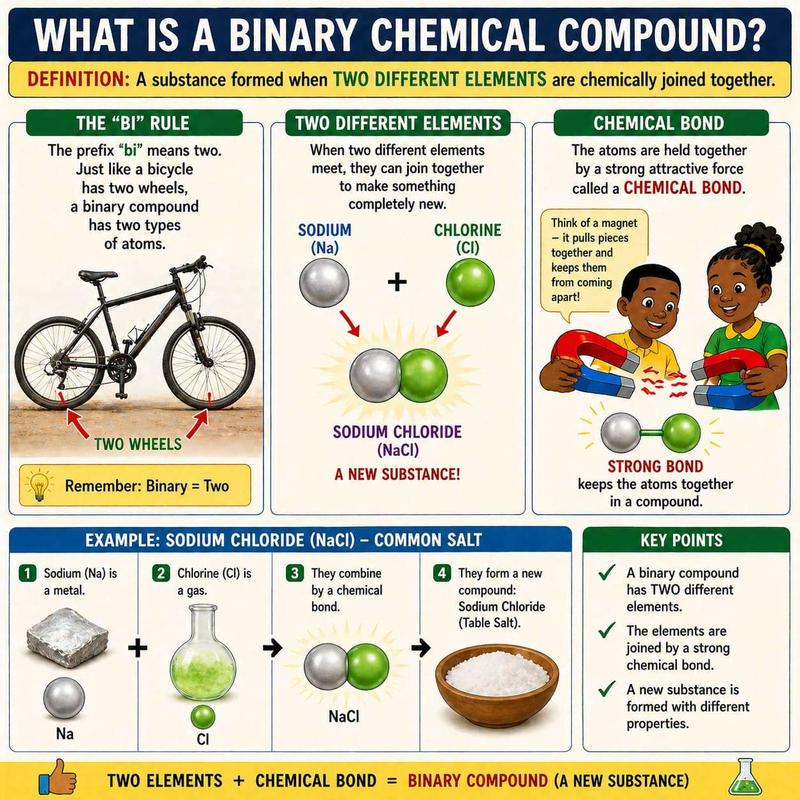 WHAT IS A BINARY CHEMICAL COMPOUND?
DEFINITION: A substance formed when TWO DIFFERENT ELEMENTS are chemically joined together.
THE “BI” RULE
The prefix “bi” means two.
Just like a bicycle
has two wheels,
a binary compound
has two types
of atoms.
TWO WHEELS
Remember: Binary = Two
TWO DIFFERENT ELEMENTS
When two different elements
meet, they can join together
to make something
completely new.
SODIUM
(Na)
CHLORINE
(Cl)
+
SODIUM CHLORIDE
(NaCl)
A NEW SUBSTANCE!
CHEMICAL BOND
The atoms are held together
by a strong attractive force
called a CHEMICAL BOND.
Think of a magnet
– it pulls pieces
together and
keeps them
from coming
apart!
STRONG BOND
keeps the atoms together
in a compound.
EXAMPLE: SODIUM CHLORIDE (NaCl) – COMMON SALT
1 Sodium (Na) is
a metal.
Na
+
2 Chlorine (Cl) is
a gas.
Cl
3 They combine
by a chemical
bond.
NaCl
4 They form a new
compound:
Sodium Chloride
(Table Salt).
KEY POINTS
✓ A binary compound
has TWO different
elements.
✓ The elements are
joined by a strong
chemical bond.
✓ A new substance is
formed with different
properties.
TWO ELEMENTS + CHEMICAL BOND = BINARY COMPOUND (A NEW SUBSTANCE)